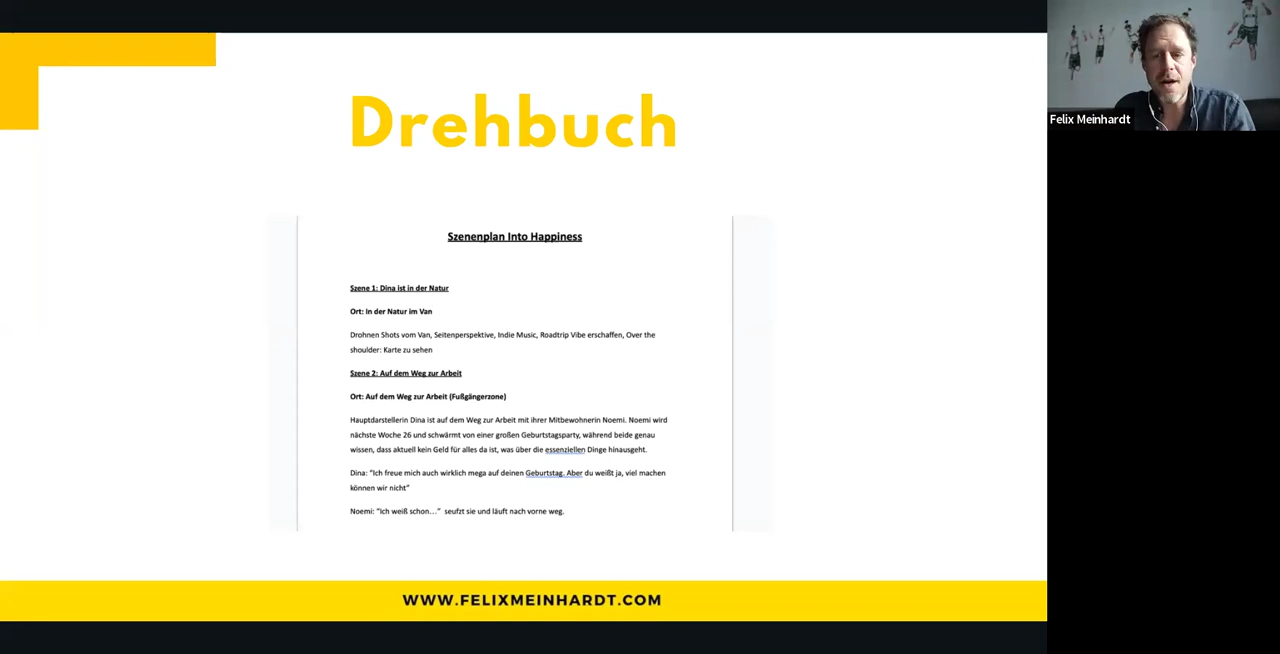 Drehbuch
Felix Meinhardt
Szenenplan Into Happiness
Szene 1: Dina ist in der Natur
Ort: In der Natur im Van
Drohnen Shots vom Van, Seitenperspektive, Indie Music, Roadtrip Vibe erschaffen, Over the
shoulder: Karte zu sehen
Szene 2: Auf dem Weg zur Arbeit
Ort: Auf dem Weg zur Arbeit (Fußgängerzone)
Hauptdarstellerin Dina ist auf dem Weg zur Arbeit mit ihrer Mitbewohnerin Noemi. Noemi wird
nächste Woche 26 und schwärmt von einer großen Geburtstagsparty, während beide genau
wissen, dass aktuell kein Geld für alles da ist, was über die essenziellen Dinge hinausgeht.
Dina: “Ich freue mich auch wirklich mega auf deinen Geburtstag. Aber du weißt ja, viel machen
können wir nicht”
Noemi: “Ich weiß schon…” seufzt sie und läuft nach vorne weg.
WWW.FELIXMEINHARDT.COM